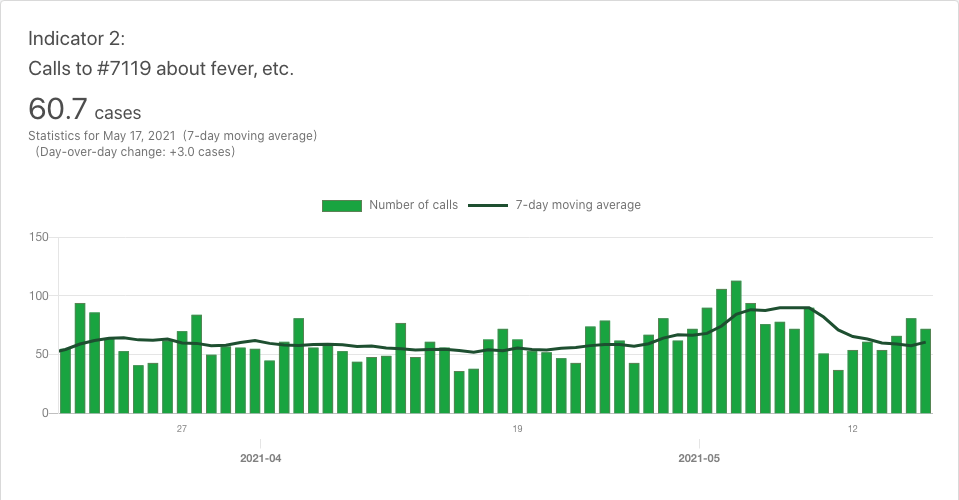 Indicator 2:
Calls to #7119 about fever, etc.
60.7 cases
Statistics for May 17, 2021 (7-day moving average)
(Day-over-day change: +3.0 cases)
Number of calls 7-day moving average
150
100
50
0
27 19 12
2021-04 2021-05